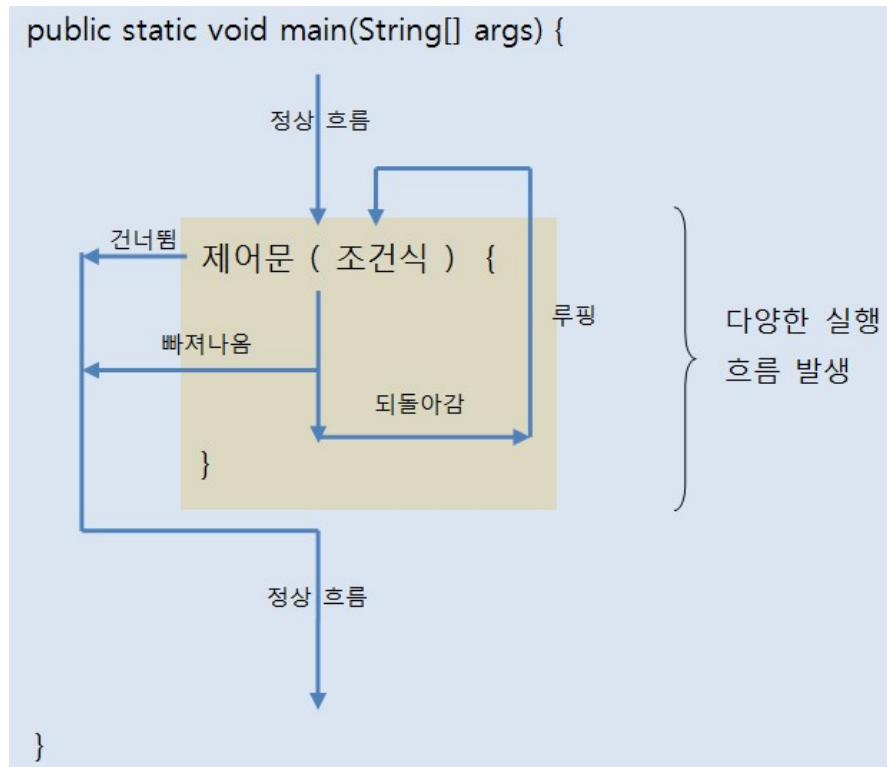 public static void main(String[] args) {
정상 흐름
건너뜀
제어문 ( 조건식 ) {
루핑
다양한 실행
흐름 발생
빠져나옴
되돌아감
}
정상 흐름
}